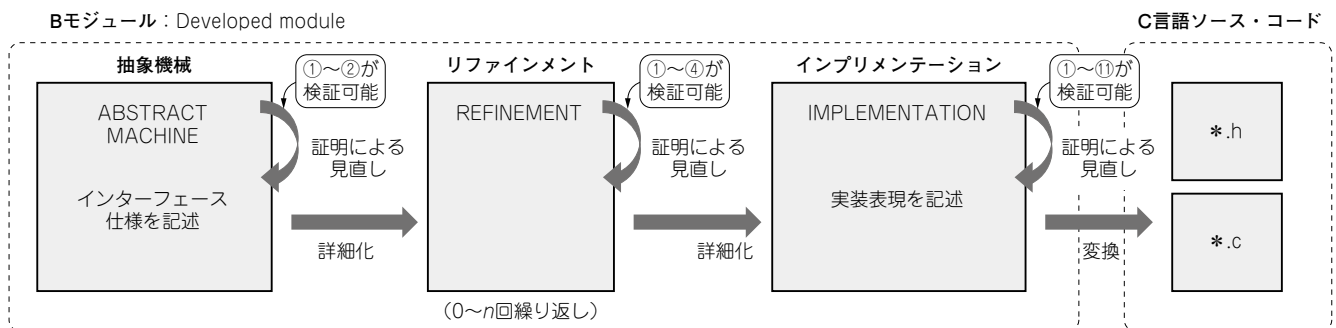 Bモジュール：Developed module
C言語ソース・コード
抽象機械
①〜②が
検証可能
ABSTRACT
MACHINE
インターフェース
仕様を記述
証明による
見直し
詳細化
リファインメント
①〜④が
検証可能
REFINEMENT
証明による
見直し
（0〜n回繰り返し）
詳細化
インプリメンテーション
①〜⑪が
検証可能
IMPLEMENTATION
実装表現を記述
証明による
見直し
変換
＊.h
＊.c